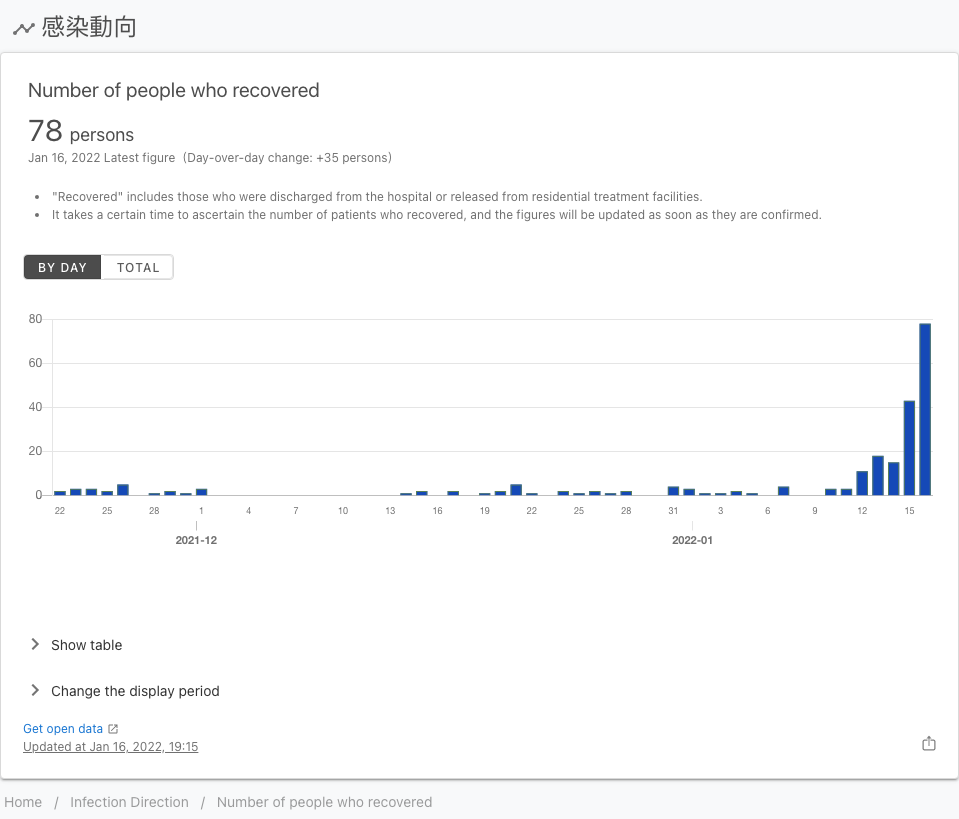 感染動向
Number of people who recovered
78 persons
Jan 16, 2022 Latest figure (Day-over-day change: +35 persons)
• "Recovered" includes those who were discharged from the hospital or released from residential treatment facilities.
• It takes a certain time to ascertain the number of patients who recovered, and the figures will be updated as soon as they are confirmed.
BY DAY TOTAL
80
60
40
20
0
22 25 28 1 4 7 10 13 16 19 22 25 28 31 3 6 9 12 15
2021-12 2022-01
Show table
Change the display period
Get open data
Updated at Jan 16, 2022, 19:15
Home / Infection Direction / Number of people who recovered